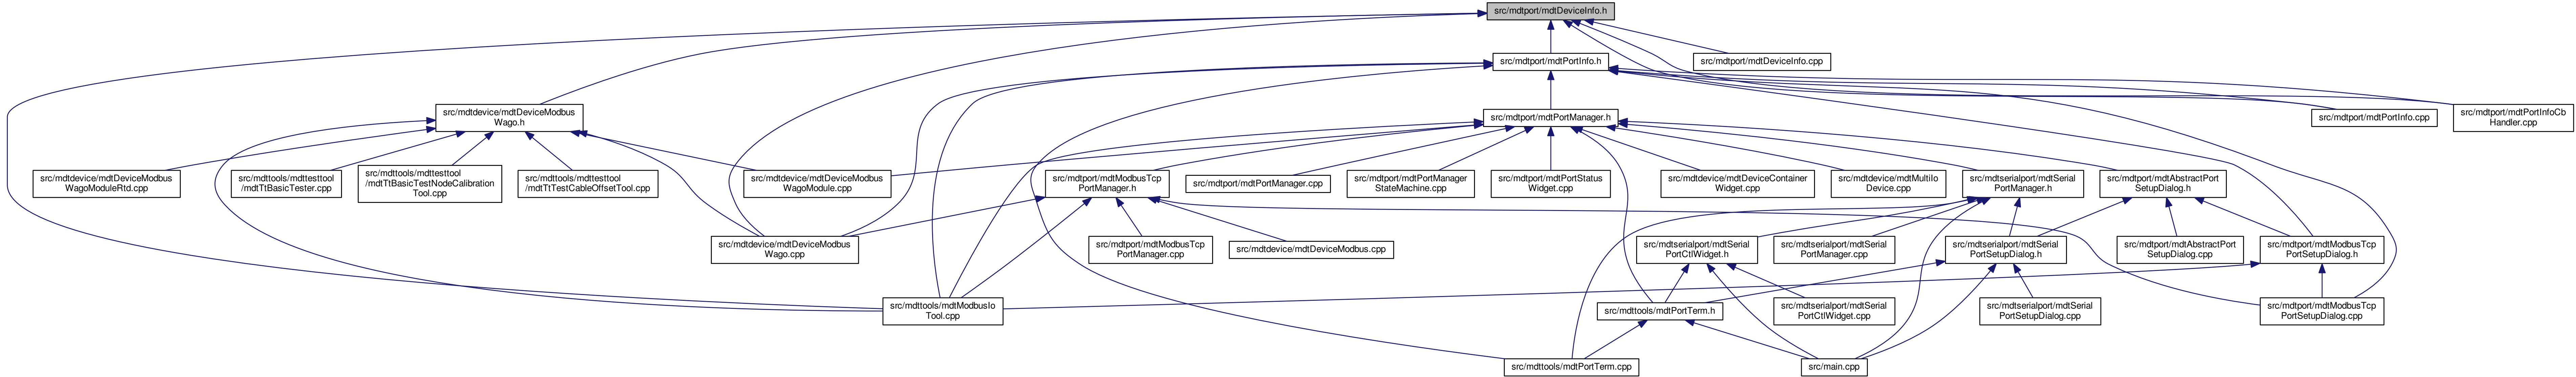 src/mdtport/mdtDeviceInfo.h
src/mdtport/mdtPortInfo.h
src/mdtport/mdtDeviceInfo.cpp
src/mdtdevice/mdtDeviceModbus
Wago.h
src/mdtport/mdtPortManager.h
src/mdtport/mdtPortInfo.cpp
src/mdtport/mdtPortInfoCb
Handler.cpp
src/mdtdevice/mdtDeviceModbus
WagoModuleRtd.cpp
src/mdttools/mdttesttool
/mdtTtBasicTester.cpp
src/mdttools/mdttesttool
/mdtTtBasicTestNodeCalibration
Tool.cpp
src/mdttools/mdttesttool
/mdtTtTestCableOffsetTool.cpp
src/mdtdevice/mdtDeviceModbus
WagoModule.cpp
src/mdtport/mdtModbusTcp
PortManager.h
src/mdtport/mdtPortManager.cpp
src/mdtport/mdtPortManager
StateMachine.cpp
src/mdtport/mdtPortStatus
Widget.cpp
src/mdtdevice/mdtDeviceContainer
Widget.cpp
src/mdtdevice/mdtMultiIo
Device.cpp
src/mdtserialport/mdtSerial
PortManager.h
src/mdtport/mdtAbstractPort
SetupDialog.h
src/mdtdevice/mdtDeviceModbus
Wago.cpp
src/mdtport/mdtModbusTcp
PortManager.cpp
src/mdtdevice/mdtDeviceModbus.cpp
src/mdtserialport/mdtSerial
PortCtlWidget.h
src/mdtserialport/mdtSerial
PortManager.cpp
src/mdtserialport/mdtSerial
PortSetupDialog.h
src/mdtport/mdtAbstractPort
SetupDialog.cpp
src/mdtport/mdtModbusTcp
PortSetupDialog.h
src/mdttools/mdtModbusIo
Tool.cpp
src/mdttools/mdtPortTerm.h
src/mdtserialport/mdtSerial
PortCtlWidget.cpp
src/mdtserialport/mdtSerial
PortSetupDialog.cpp
src/mdtport/mdtModbusTcp
PortSetupDialog.cpp
src/mdttools/mdtPortTerm.cpp
src/main.cpp